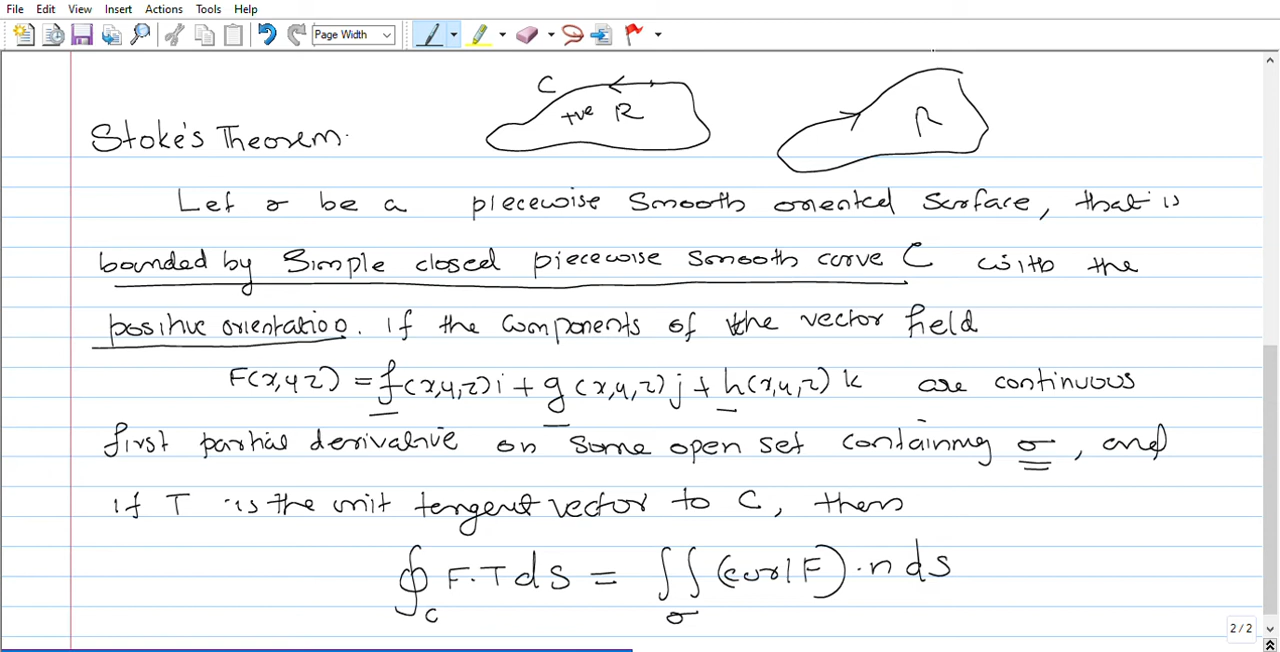 File Edit View Insert Actions Tools Help
Page Width
C
+ve R
R
Stoke's Theorem.
Let σ be a piecewise smooth oriented surface, that is
bounded by simple closed piecewise smooth curve C with the
positive orientation. if the components of the vector field
F(x,y z) = f(x,y,z)i + g(x,y,z)j + h(x,y,z)k are continuous
first partial derivative on some open set containing σ, and
if T is the unit tangent vector to C, then
∮C F.T dS = ∬σ (curl F).n dS
2/2